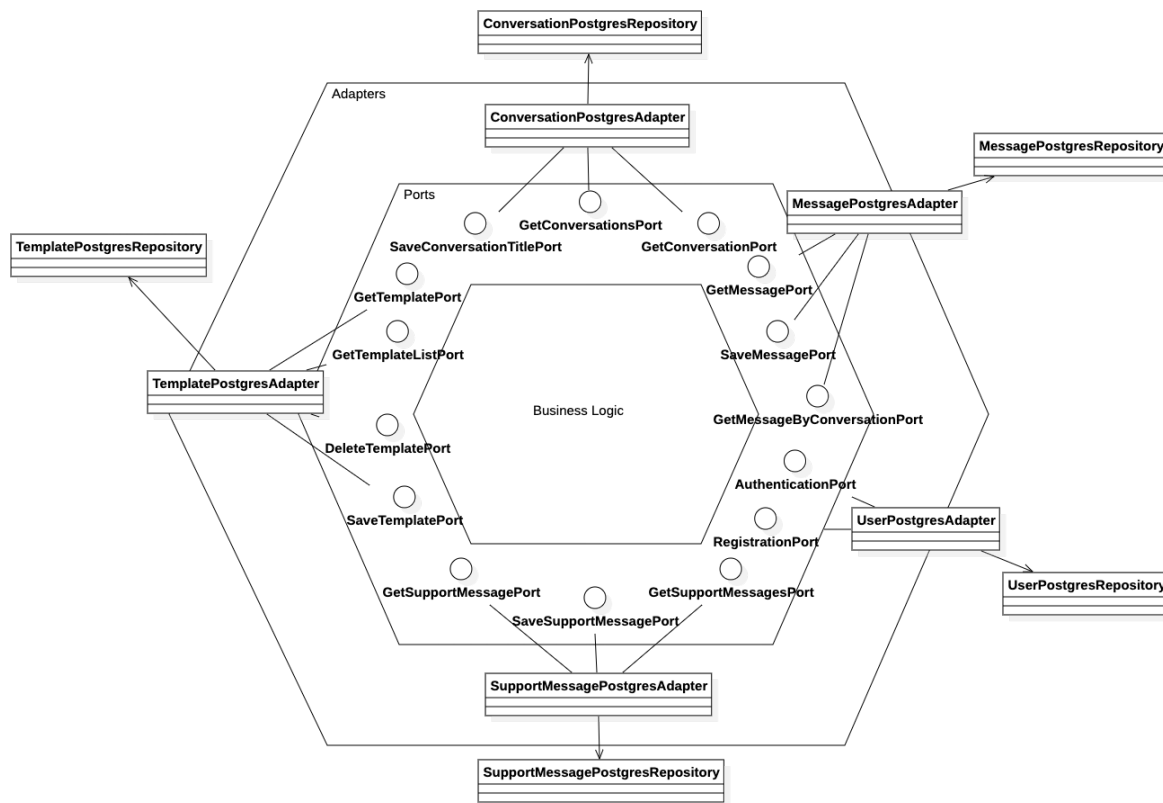 ConversationPostgresRepository
Adapters
ConversationPostgresAdapter
MessagePostgresRepository
Ports
MessagePostgresAdapter
GetConversationsPort
TemplatePostgresRepository
SaveConversationTitlePort
GetConversationPort
GetTemplatePort
GetMessagePort
GetTemplateListPort
SaveMessagePort
TemplatePostgresAdapter
Business Logic
GetMessageByConversationPort
DeleteTemplatePort
AuthenticationPort
SaveTemplatePort
UserPostgresAdapter
RegistrationPort
UserPostgresRepository
GetSupportMessagePort
GetSupportMessagesPort
SaveSupportMessagePort
SupportMessagePostgresAdapter
SupportMessagePostgresRepository